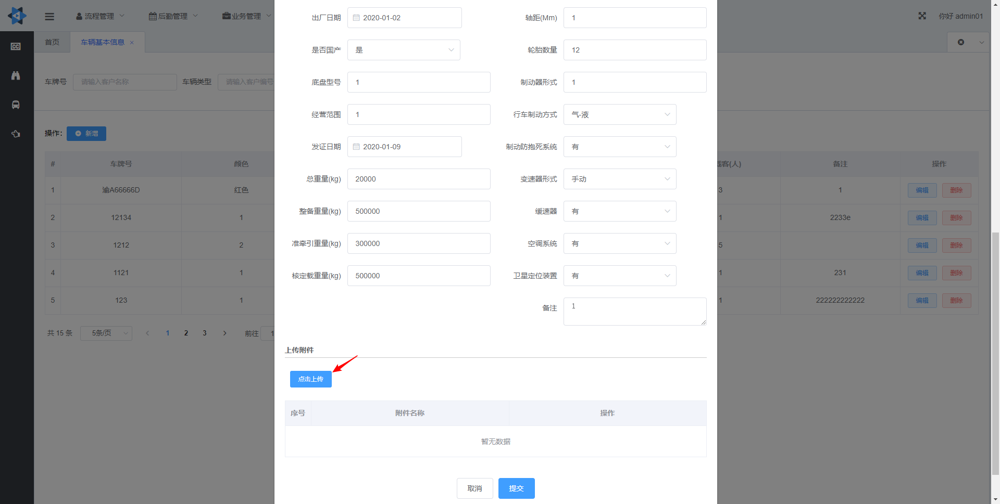 流程管理 后勤管理 业务管理 你好 admin01
首页 车辆基本信息 ×
车牌号 请输入客户名称 车辆类型 请输入客户编号
操作: 新增
# 车牌号 颜色 载客(人) 备注 操作
1 渝A66666D 红色 3 1 编辑 删除
2 12134 1 1 2233e 编辑 删除
3 1212 2 5 编辑 删除
4 1121 1 1 231 编辑 删除
5 123 1 1 222222222222 编辑 删除
共 15 条 5条/页 1 2 3 前往 1
出厂日期 2020-01-02 轴距(Mm) 1
是否国产 是 轮胎数量 12
底盘型号 1 制动器形式 1
经营范围 1 行车制动方式 气-液
发证日期 2020-01-09 制动防抱死系统 有
总重量(kg) 20000 变速器形式 手动
整备重量(kg) 500000 缓速器 有
准牵引重量(kg) 300000 空调系统 有
核定载重量(kg) 500000 卫星定位装置 有
备注 1
上传附件
点击上传
序号 附件名称 操作
暂无数据
取消 提交